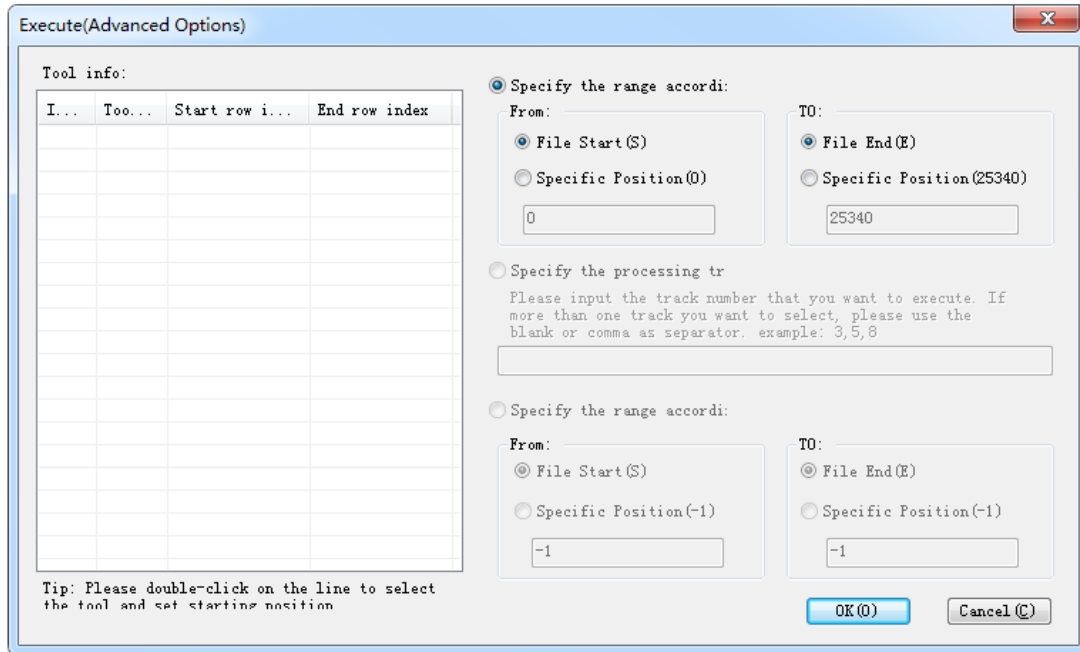 Execute(Advanced Options)
Tool info:
I... Too... Start row i... End row index
Tip: Please double-click on the line to select
the tool and set starting position
Specify the range accordi:
From:
File Start(S)
Specific Position(0)
0
TO:
File End(E)
Specific Position(25340)
25340
Specify the processing tr
Please input the track number that you want to execute. If
more than one track you want to select, please use the
blank or comma as separator. example: 3,5,8
Specify the range accordi:
From:
File Start(S)
Specific Position(-1)
-1
TO:
File End(E)
Specific Position(-1)
-1
OK(O)
Cancel(C)